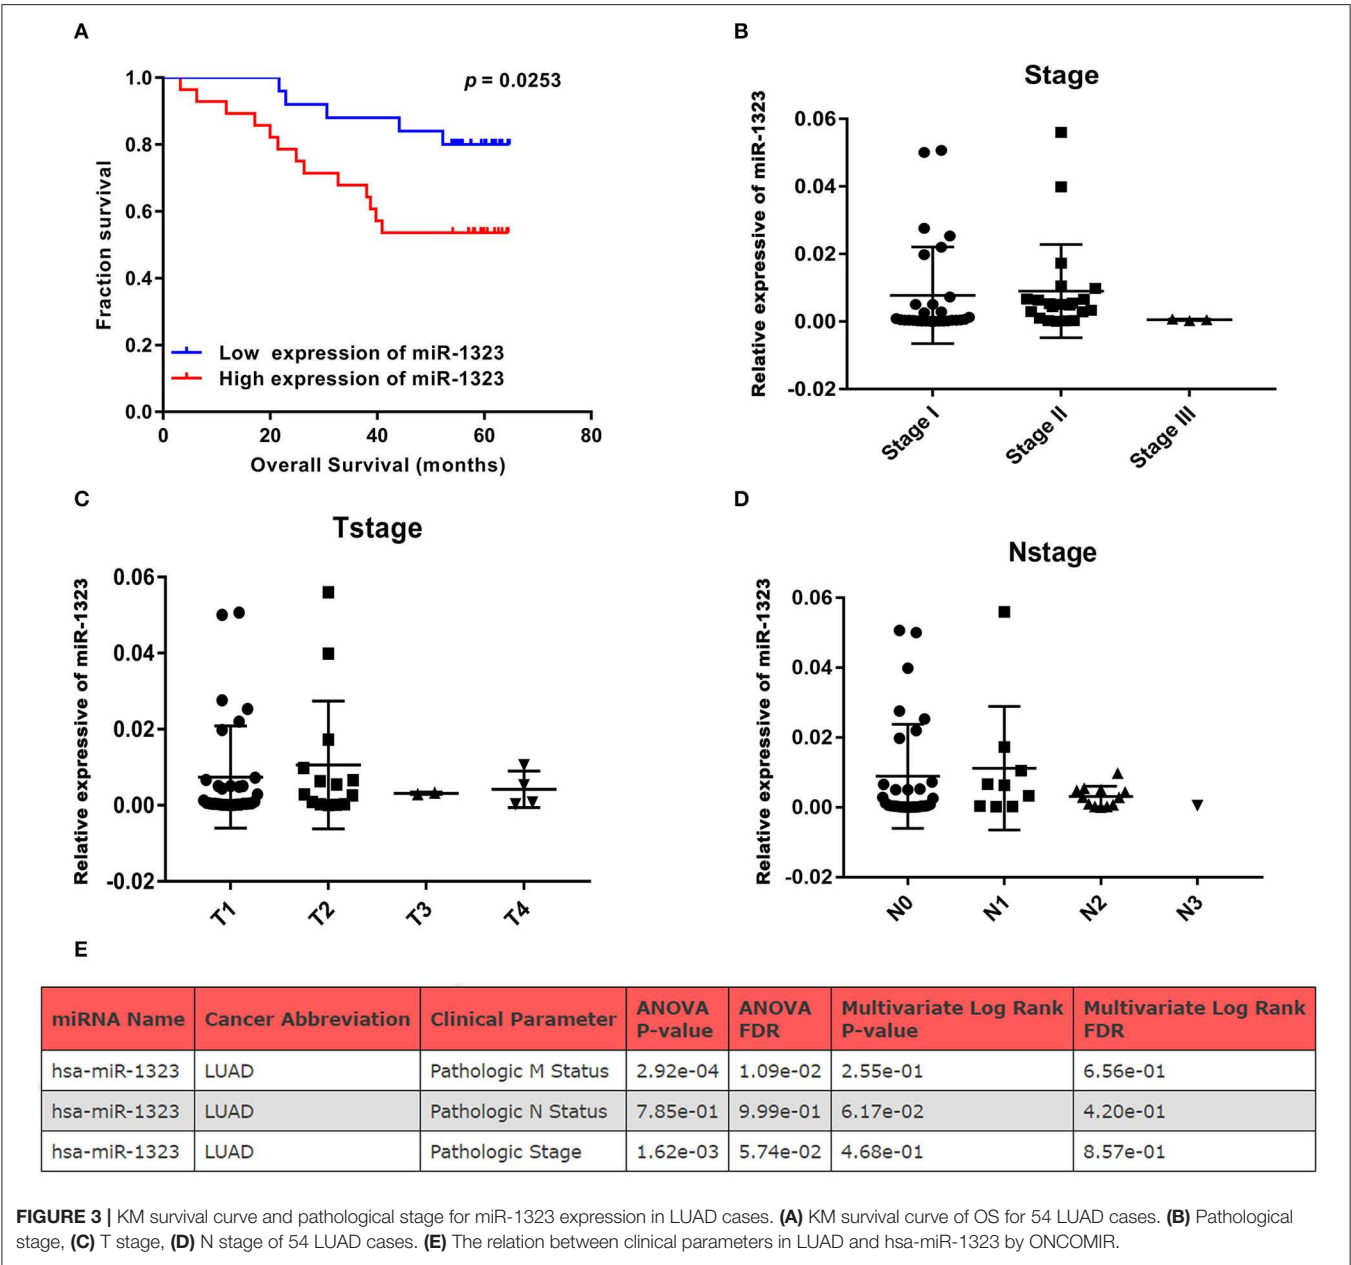 A
p = 0.0253
Fraction survival
1.0
0.8
0.6
0.4
0.2
0.0
Low expression of miR-1323
High expression of miR-1323
0 20 40 60 80
Overall Survival (months)
B
Stage
Relative expressive of miR-1323
0.06
0.04
0.02
0.00
-0.02
Stage I Stage II Stage III
C
Tstage
Relative expressive of miR-1323
0.06
0.04
0.02
0.00
-0.02
T1 T2 T3 T4
D
Nstage
Relative expressive of miR-1323
0.06
0.04
0.02
0.00
-0.02
N0 N1 N2 N3
E
miRNA Name Cancer Abbreviation Clinical Parameter ANOVA P-value ANOVA FDR Multivariate Log Rank P-value Multivariate Log Rank FDR
hsa-miR-1323 LUAD Pathologic M Status 2.92e-04 1.09e-02 2.55e-01 6.56e-01
hsa-miR-1323 LUAD Pathologic N Status 7.85e-01 9.99e-01 6.17e-02 4.20e-01
hsa-miR-1323 LUAD Pathologic Stage 1.62e-03 5.74e-02 4.68e-01 8.57e-01
FIGURE 3 | KM survival curve and pathological stage for miR-1323 expression in LUAD cases. (A) KM survival curve of OS for 54 LUAD cases. (B) Pathological
stage, (C) T stage, (D) N stage of 54 LUAD cases. (E) The relation between clinical parameters in LUAD and hsa-miR-1323 by ONCOMIR.